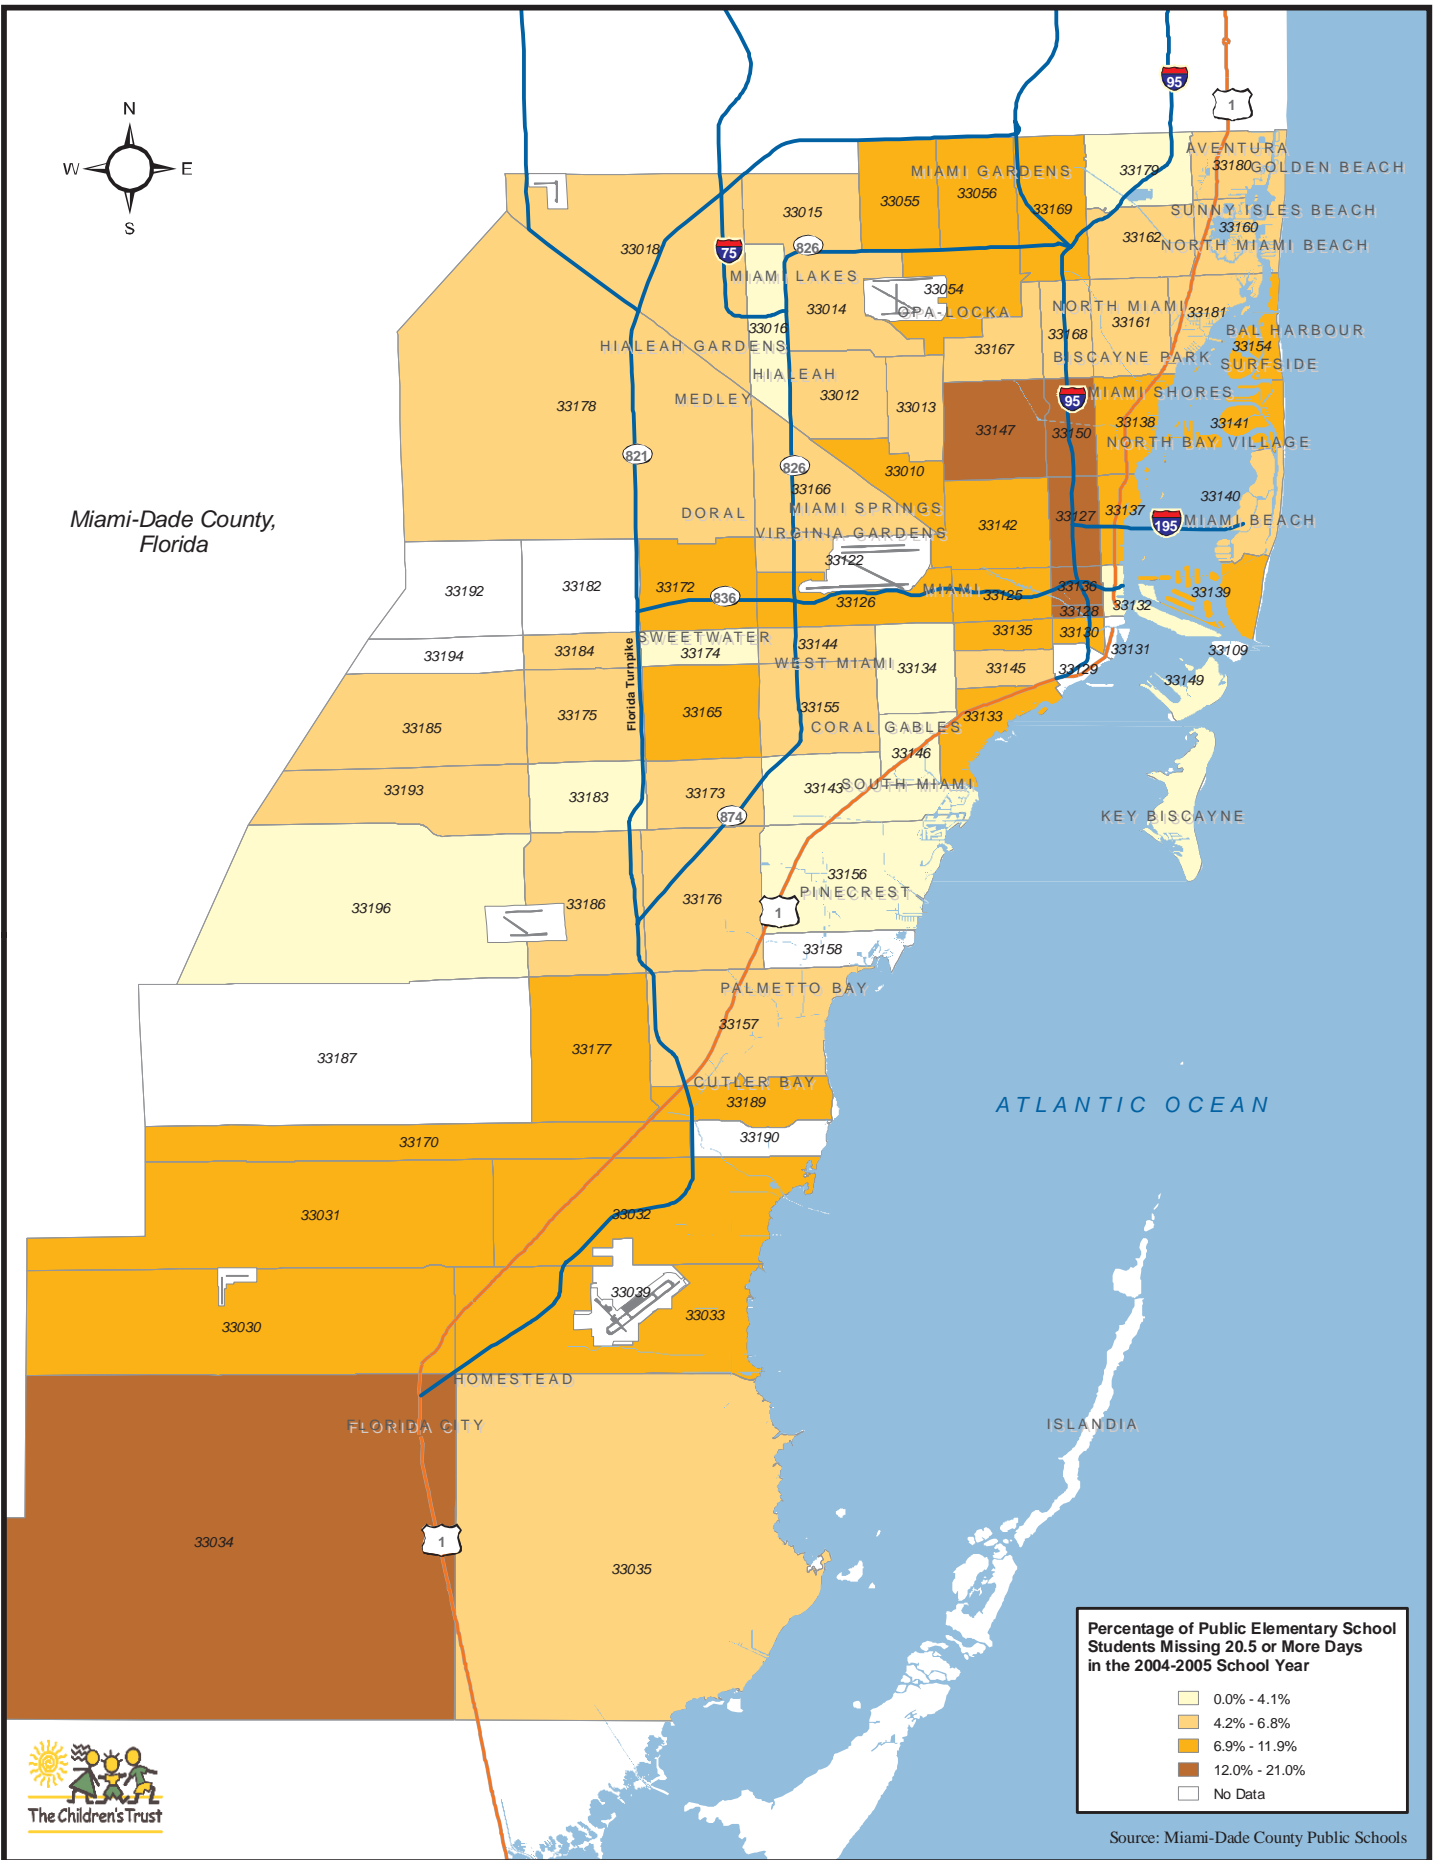 N
W E
S
95
1
AVENTURA
33179
33180
GOLDEN BEACH
MIAMI GARDENS
33055
33056
33169
33015
SUNNY ISLES BEACH
33160
33162
NORTH MIAMI BEACH
33018
75
826
MIAMI LAKES
33054
33014
OPA-LOCKA
NORTH MIAMI
33181
33161
33016
33168
BAL HARBOUR
33154
HIALEAH GARDENS
33167
BISCAYNE PARK
SURFSIDE
HIALEAH
33012
MEDLEY
33178
33013
95
MIAMI SHORES
33147
33150
33138
33141
NORTH BAY VILLAGE
821
826
33010
33166
33140
DORAL
MIAMI SPRINGS
33142
33127
33137
195
MIAMI BEACH
Miami-Dade County,
Florida
VIRGINIA GARDENS
33122
33192
33182
33172
836
33126
MIAMI
33125
33136
33128
33132
33139
SWEETWATER
33174
33144
33135
33130
33194
33184
WEST MIAMI
33134
33145
33129
33131
33109
33149
Florida Turnpike
33185
33175
33165
33155
CORAL GABLES
33133
33146
33193
33183
33173
33143
SOUTH MIAMI
874
KEY BISCAYNE
33156
PINECREST
33196
33186
33176
1
33158
PALMETTO BAY
33157
33187
33177
CUTLER BAY
33189
ATLANTIC OCEAN
33170
33190
33031
33032
33039
33030
33033
HOMESTEAD
FLORIDA CITY
ISLANDIA
33034
1
33035
Percentage of Public Elementary School
Students Missing 20.5 or More Days
in the 2004-2005 School Year
0.0% - 4.1%
4.2% - 6.8%
6.9% - 11.9%
12.0% - 21.0%
No Data
The Children's Trust
Source: Miami-Dade County Public Schools